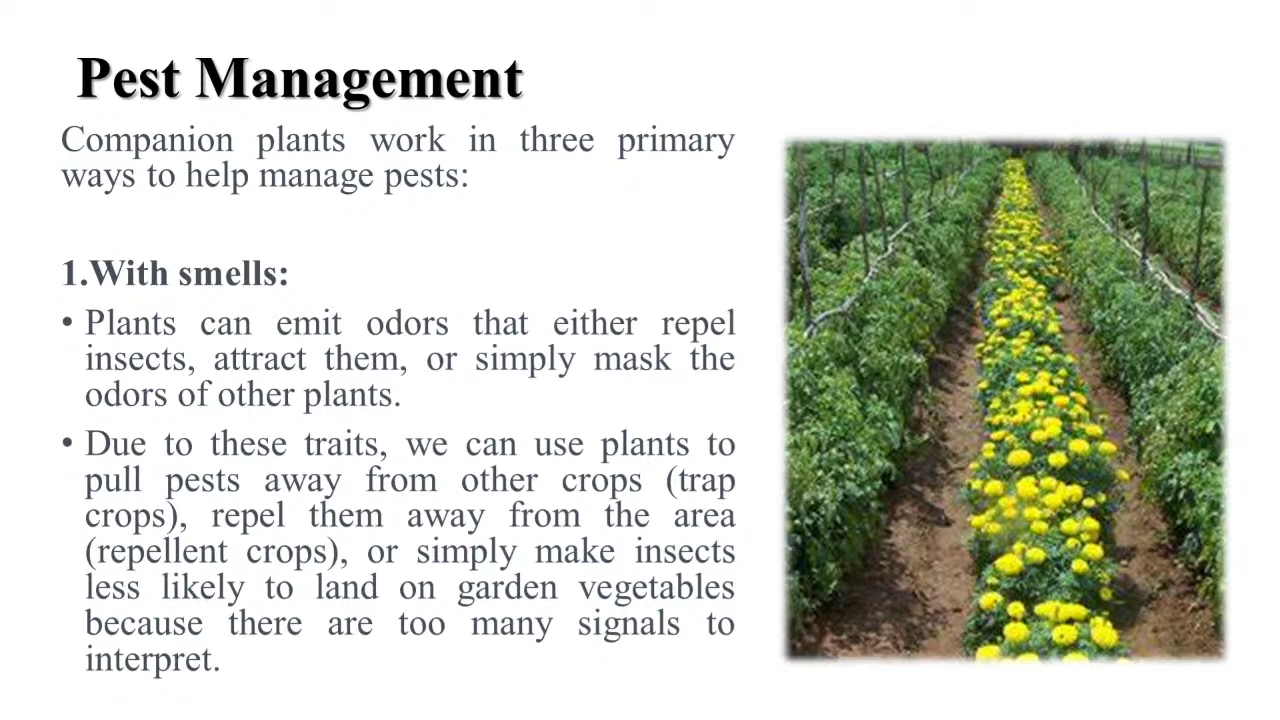 Pest Management
Companion plants work in three primary
ways to help manage pests:
1.With smells:
• Plants can emit odors that either repel
insects, attract them, or simply mask the
odors of other plants.
• Due to these traits, we can use plants to
pull pests away from other crops (trap
crops), repel them away from the area
(repellent crops), or simply make insects
less likely to land on garden vegetables
because there are too many signals to
interpret.